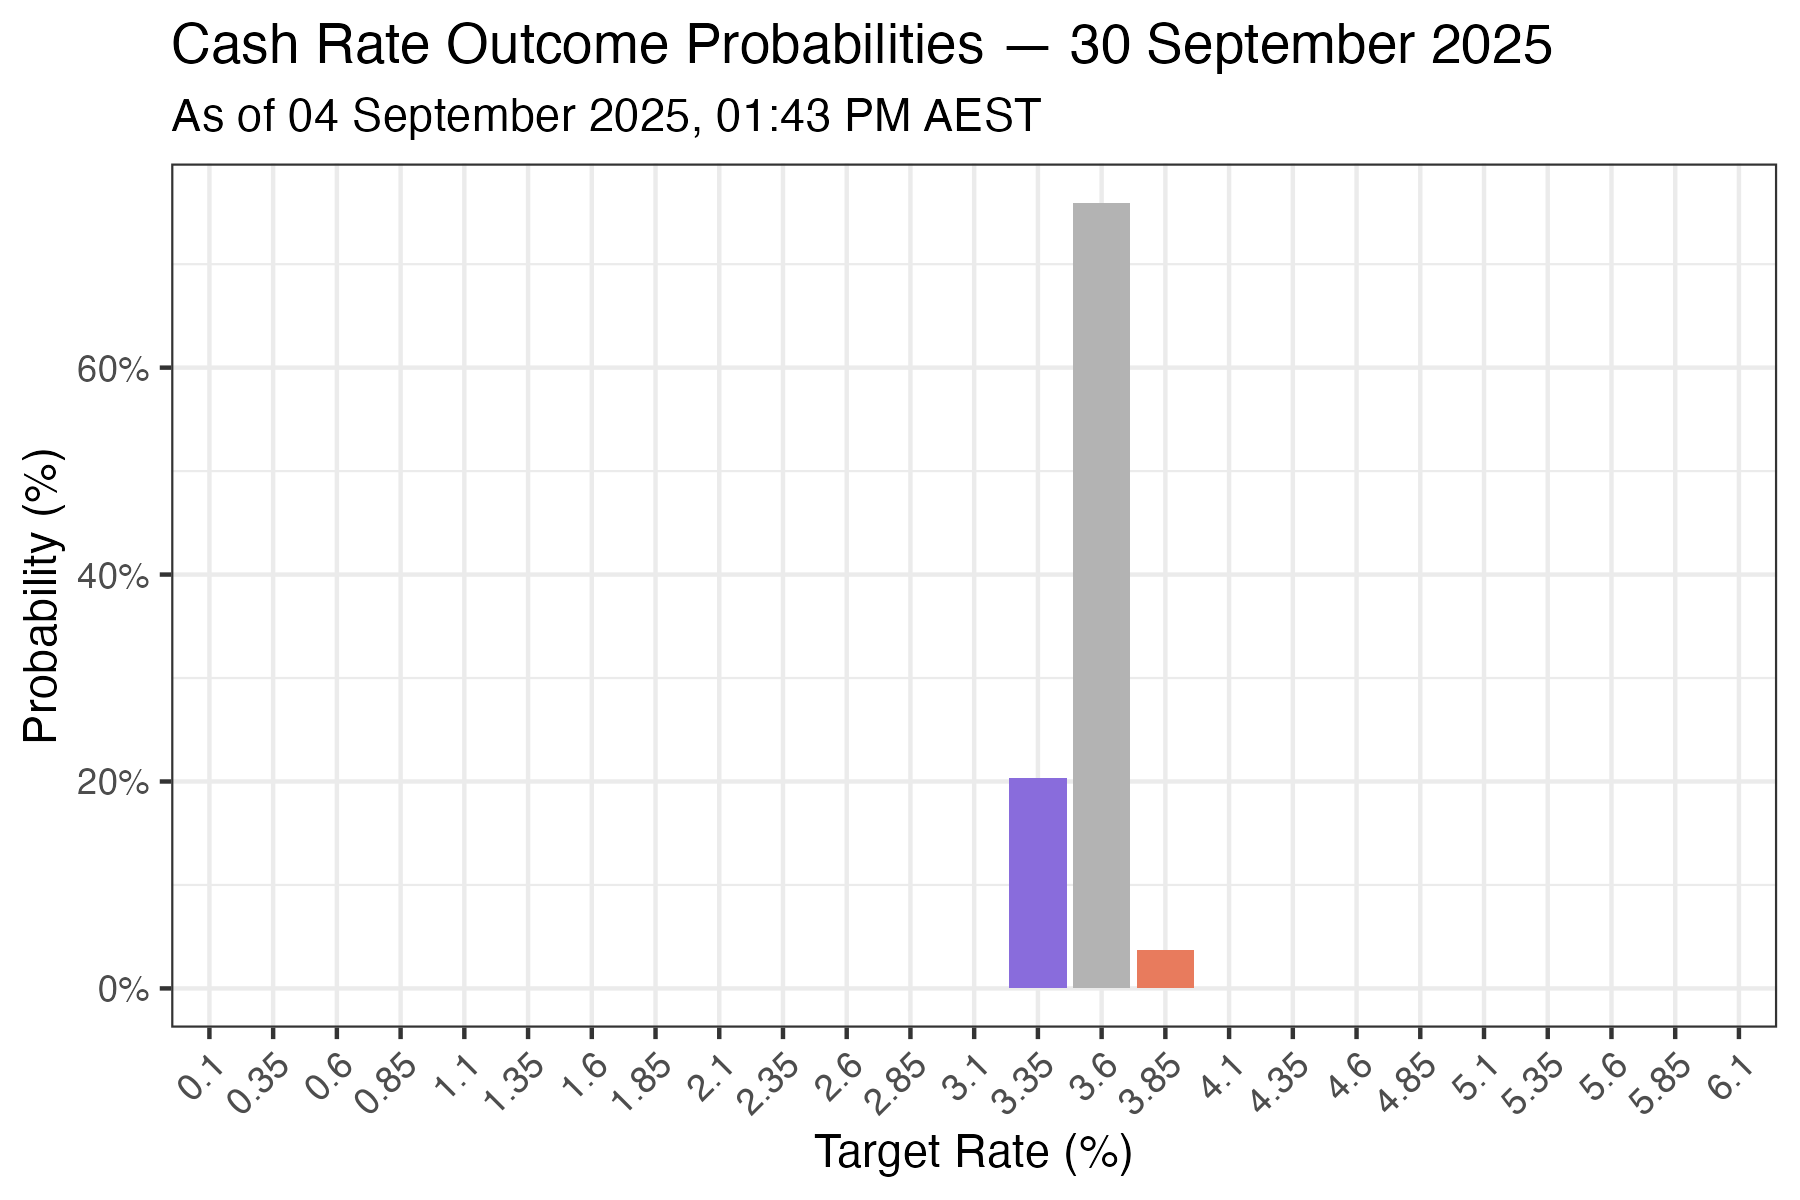 Cash Rate Outcome Probabilities — 30 September 2025
As of 04 September 2025, 01:43 PM AEST
Probability (%)
60%
40%
20%
0%
0.1 0.35 0.6 0.85 1.1 1.35 1.6 1.85 2.1 2.35 2.6 2.85 3.1 3.35 3.6 3.85 4.1 4.35 4.6 4.85 5.1 5.35 5.6 5.85 6.1
Target Rate (%)